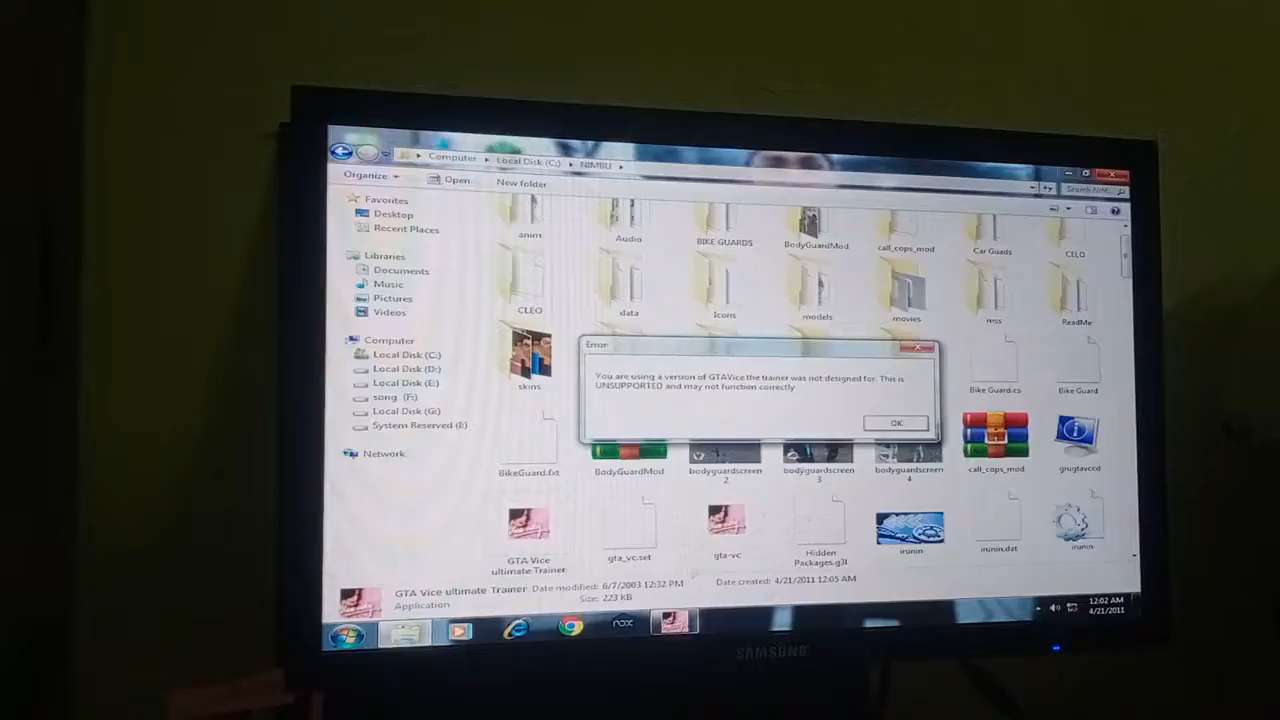 Computer ▸ Local Disk (C:) ▸ NIMBU ▸
Search NIM...
Organize
Open
New folder
Favorites
Desktop
Recent Places
Libraries
Documents
Music
Pictures
Videos
Computer
Local Disk (C:)
Local Disk (D:)
Local Disk (E:)
song (F:)
Local Disk (G:)
System Reserved (I:)
Network
anim
Audio
BIKE GUARDS
BodyGuardMod
call_cops_mod
Car Guads
CELO
CLEO
data
Icons
models
movies
mss
ReadMe
skins
Bike Guard.cs
Bike Guard
Error
You are using a version of GTAVice the trainer was not designed for. This is
UNSUPPORTED and may not function correctly
OK
BikeGuard.fxt
BodyGuardMod
bodyguardscreen
2
bodyguardscreen
3
bodyguardscreen
4
call_cops_mod
grugtavccd
GTA Vice
ultimate Trainer
gta_vc.set
gta-vc
Hidden
Packages.g3l
irunin
irunin.dat
irunin
GTA Vice ultimate Trainer Date modified: 6/7/2003 12:32 PM
Date created: 4/21/2011 12:05 AM
Application
Size: 223 KB
nox
12:02 AM
4/21/2011
SAMSUNG